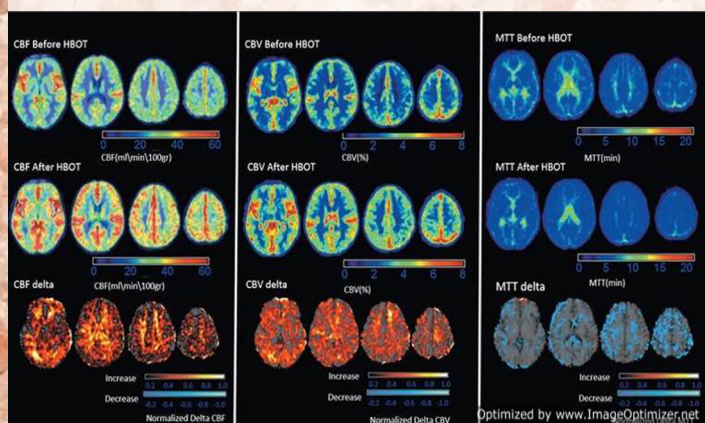 CBF Before HBOT
0 20 40 60
CBF(ml\min\100gr)
CBF After HBOT
0 20 40 60
CBF(ml\min\100gr)
CBF delta
Increase
0.2 0.4 0.6 0.8 1.0
Decrease
-0.2 -0.4 -0.6 -0.8 -1.0
Normalized Delta CBF
CBV Before HBOT
0 2 4 6 8
CBV(%)
CBV After HBOT
0 2 4 6 8
CBV(%)
CBV delta
Increase
0.2 0.4 0.6 0.8 1.0
Decrease
-0.2 -0.4 -0.6 -0.8 -1.0
Normalized Delta CBV
MTT Before HBOT
0 5 10 15 20
MTT(min)
MTT After HBOT
0 5 10 15 20
MTT(min)
MTT delta
Increase
0.2 0.4 0.6 0.8 1.0
Decrease
-0.2 -0.4 -0.6 -0.8 -1.0
Optimized by www.ImageOptimizer.net